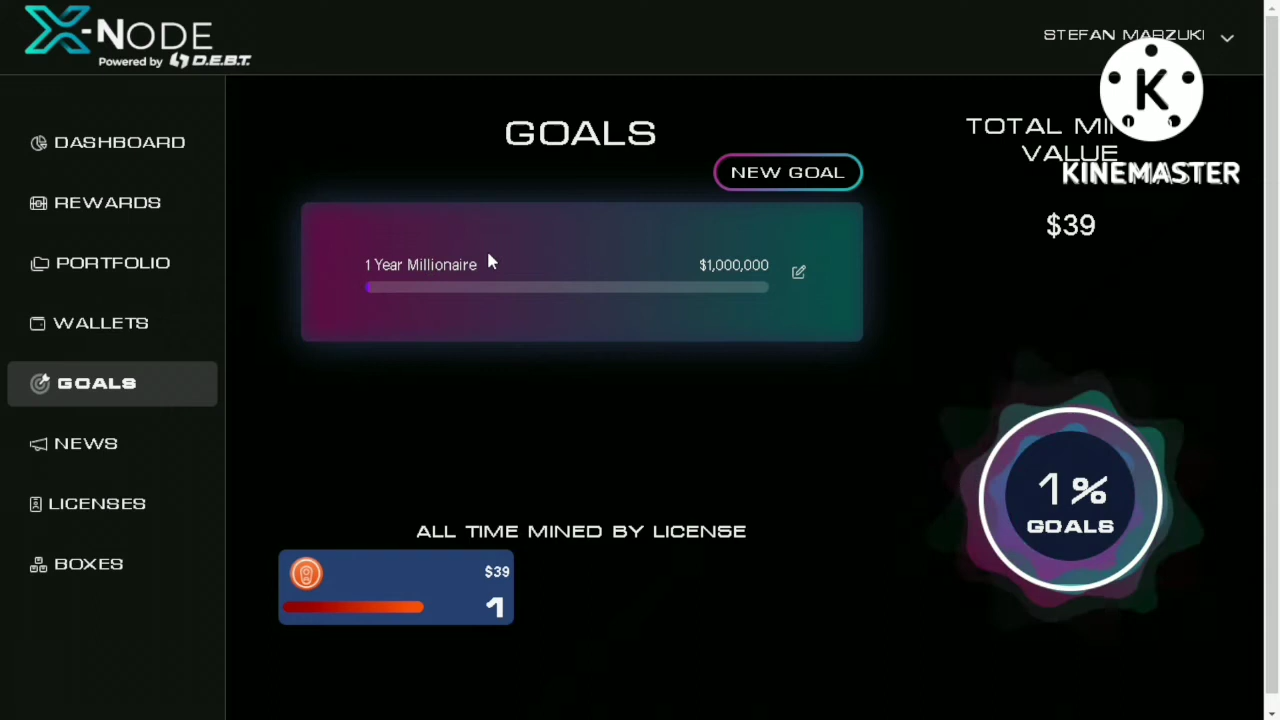 X-NODE
Powered by D.E.B.T.
STEFAN MARZUKI
K
KINEMASTER
DASHBOARD
REWARDS
PORTFOLIO
WALLETS
GOALS
NEWS
LICENSES
BOXES
GOALS
NEW GOAL
1 Year Millionaire
$1,000,000
TOTAL
VALUE
$39
1%
GOALS
ALL TIME MINED BY LICENSE
$39
1